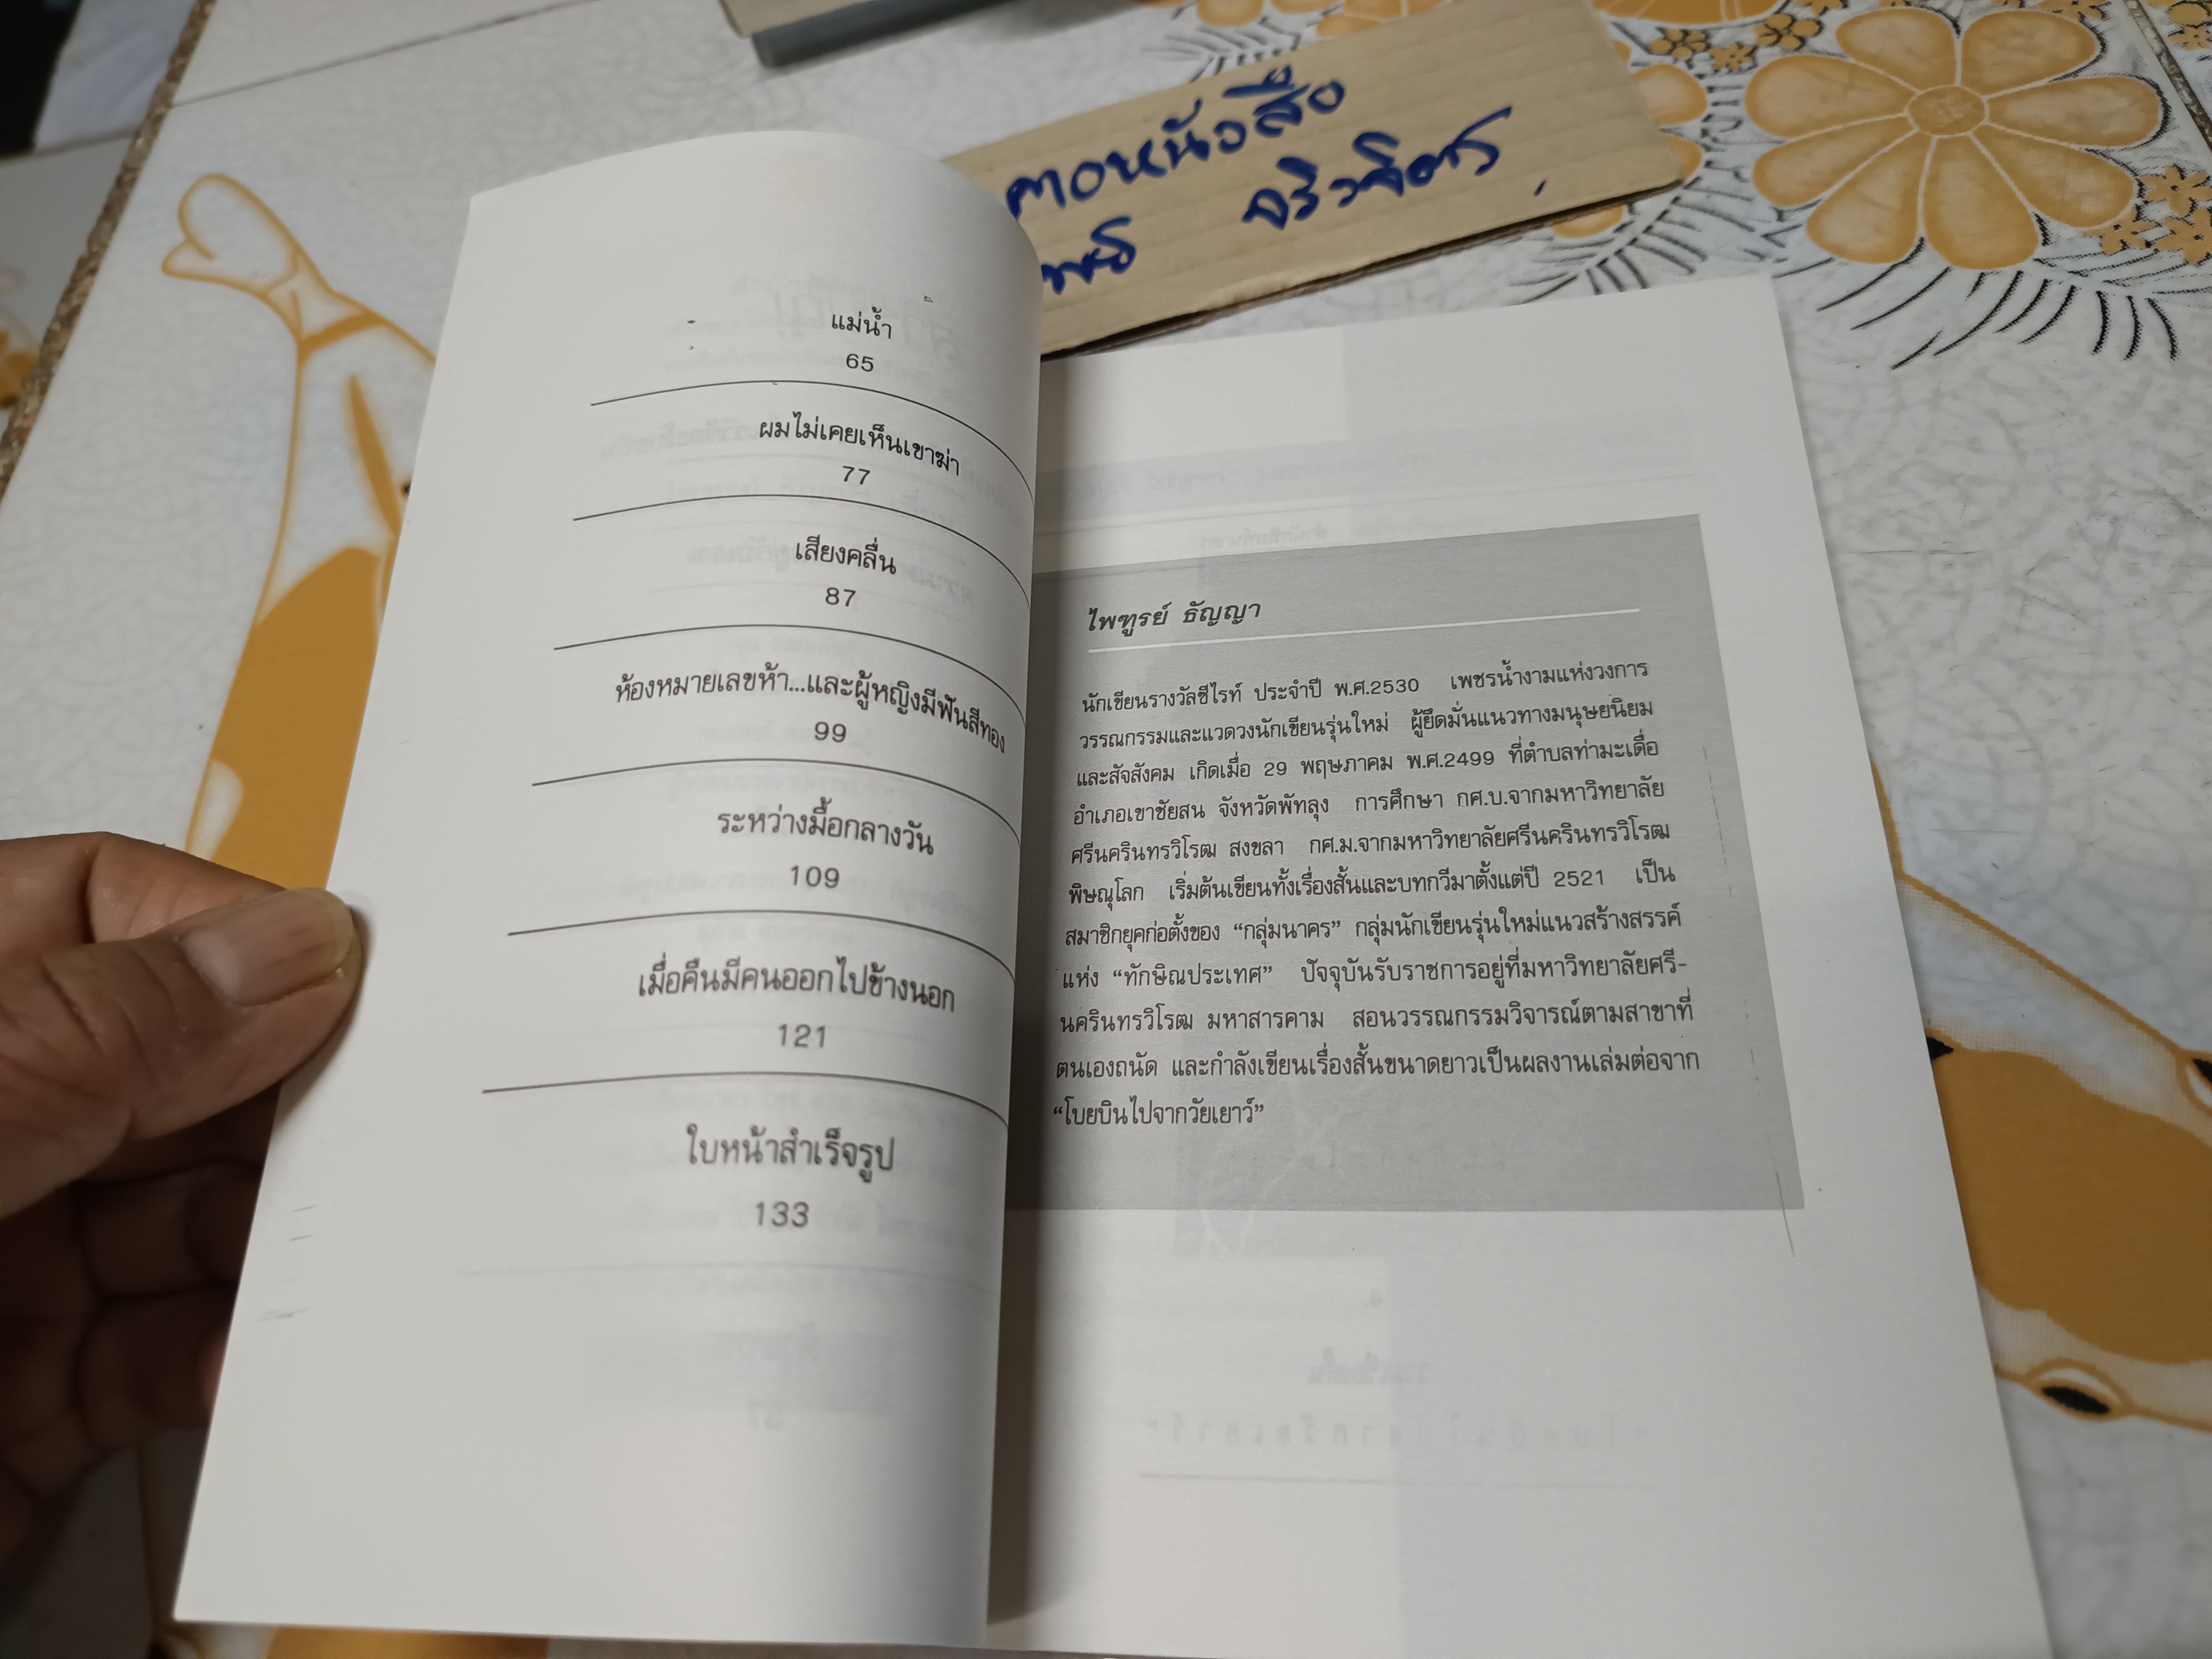 หนังสือ
จริงจิตร
แม่น้ำ
65
ผมไม่เคยเห็นเขาฆ่า
77
เสียงคลื่น
87
ห้องหมายเลขห้า...และผู้หญิงมีฟันสีทอง
99
ระหว่างมื้อกลางวัน
109
เมื่อคืนมีคนออกไปข้างนอก
121
ใบหน้าสำเร็จรูป
133
ไพฑูรย์ ธัญญา
นักเขียนรางวัลซีไรท์ ประจำปี พ.ศ.2530 เพชรน้ำงามแห่งวงการ
วรรณกรรมและแวดวงนักเขียนรุ่นใหม่ ผู้ยึดมั่นแนวทางมนุษยนิยม
และสัจสังคม เกิดเมื่อ 29 พฤษภาคม พ.ศ.2499 ที่ตำบลท่ามะเดื่อ
อำเภอเขาชัยสน จังหวัดพัทลุง การศึกษา กศ.บ.จากมหาวิทยาลัย
ศรีนครินทรวิโรฒ สงขลา กศ.ม.จากมหาวิทยาลัยศรีนครินทรวิโรฒ
พิษณุโลก เริ่มต้นเขียนทั้งเรื่องสั้นและบทกวีมาตั้งแต่ปี 2521 เป็น
สมาชิกยุคก่อตั้งของ “กลุ่มนาคร” กลุ่มนักเขียนรุ่นใหม่แนวสร้างสรรค์
แห่ง “ทักษิณประเทศ” ปัจจุบันรับราชการอยู่ที่มหาวิทยาลัยศรี-
นครินทรวิโรฒ มหาสารคาม สอนวรรณกรรมวิจารณ์ตามสาขาที่
ตนเองถนัด และกำลังเขียนเรื่องสั้นขนาดยาวเป็นผลงานเล่มต่อจาก
“โบยบินไปจากวัยเยาว์”